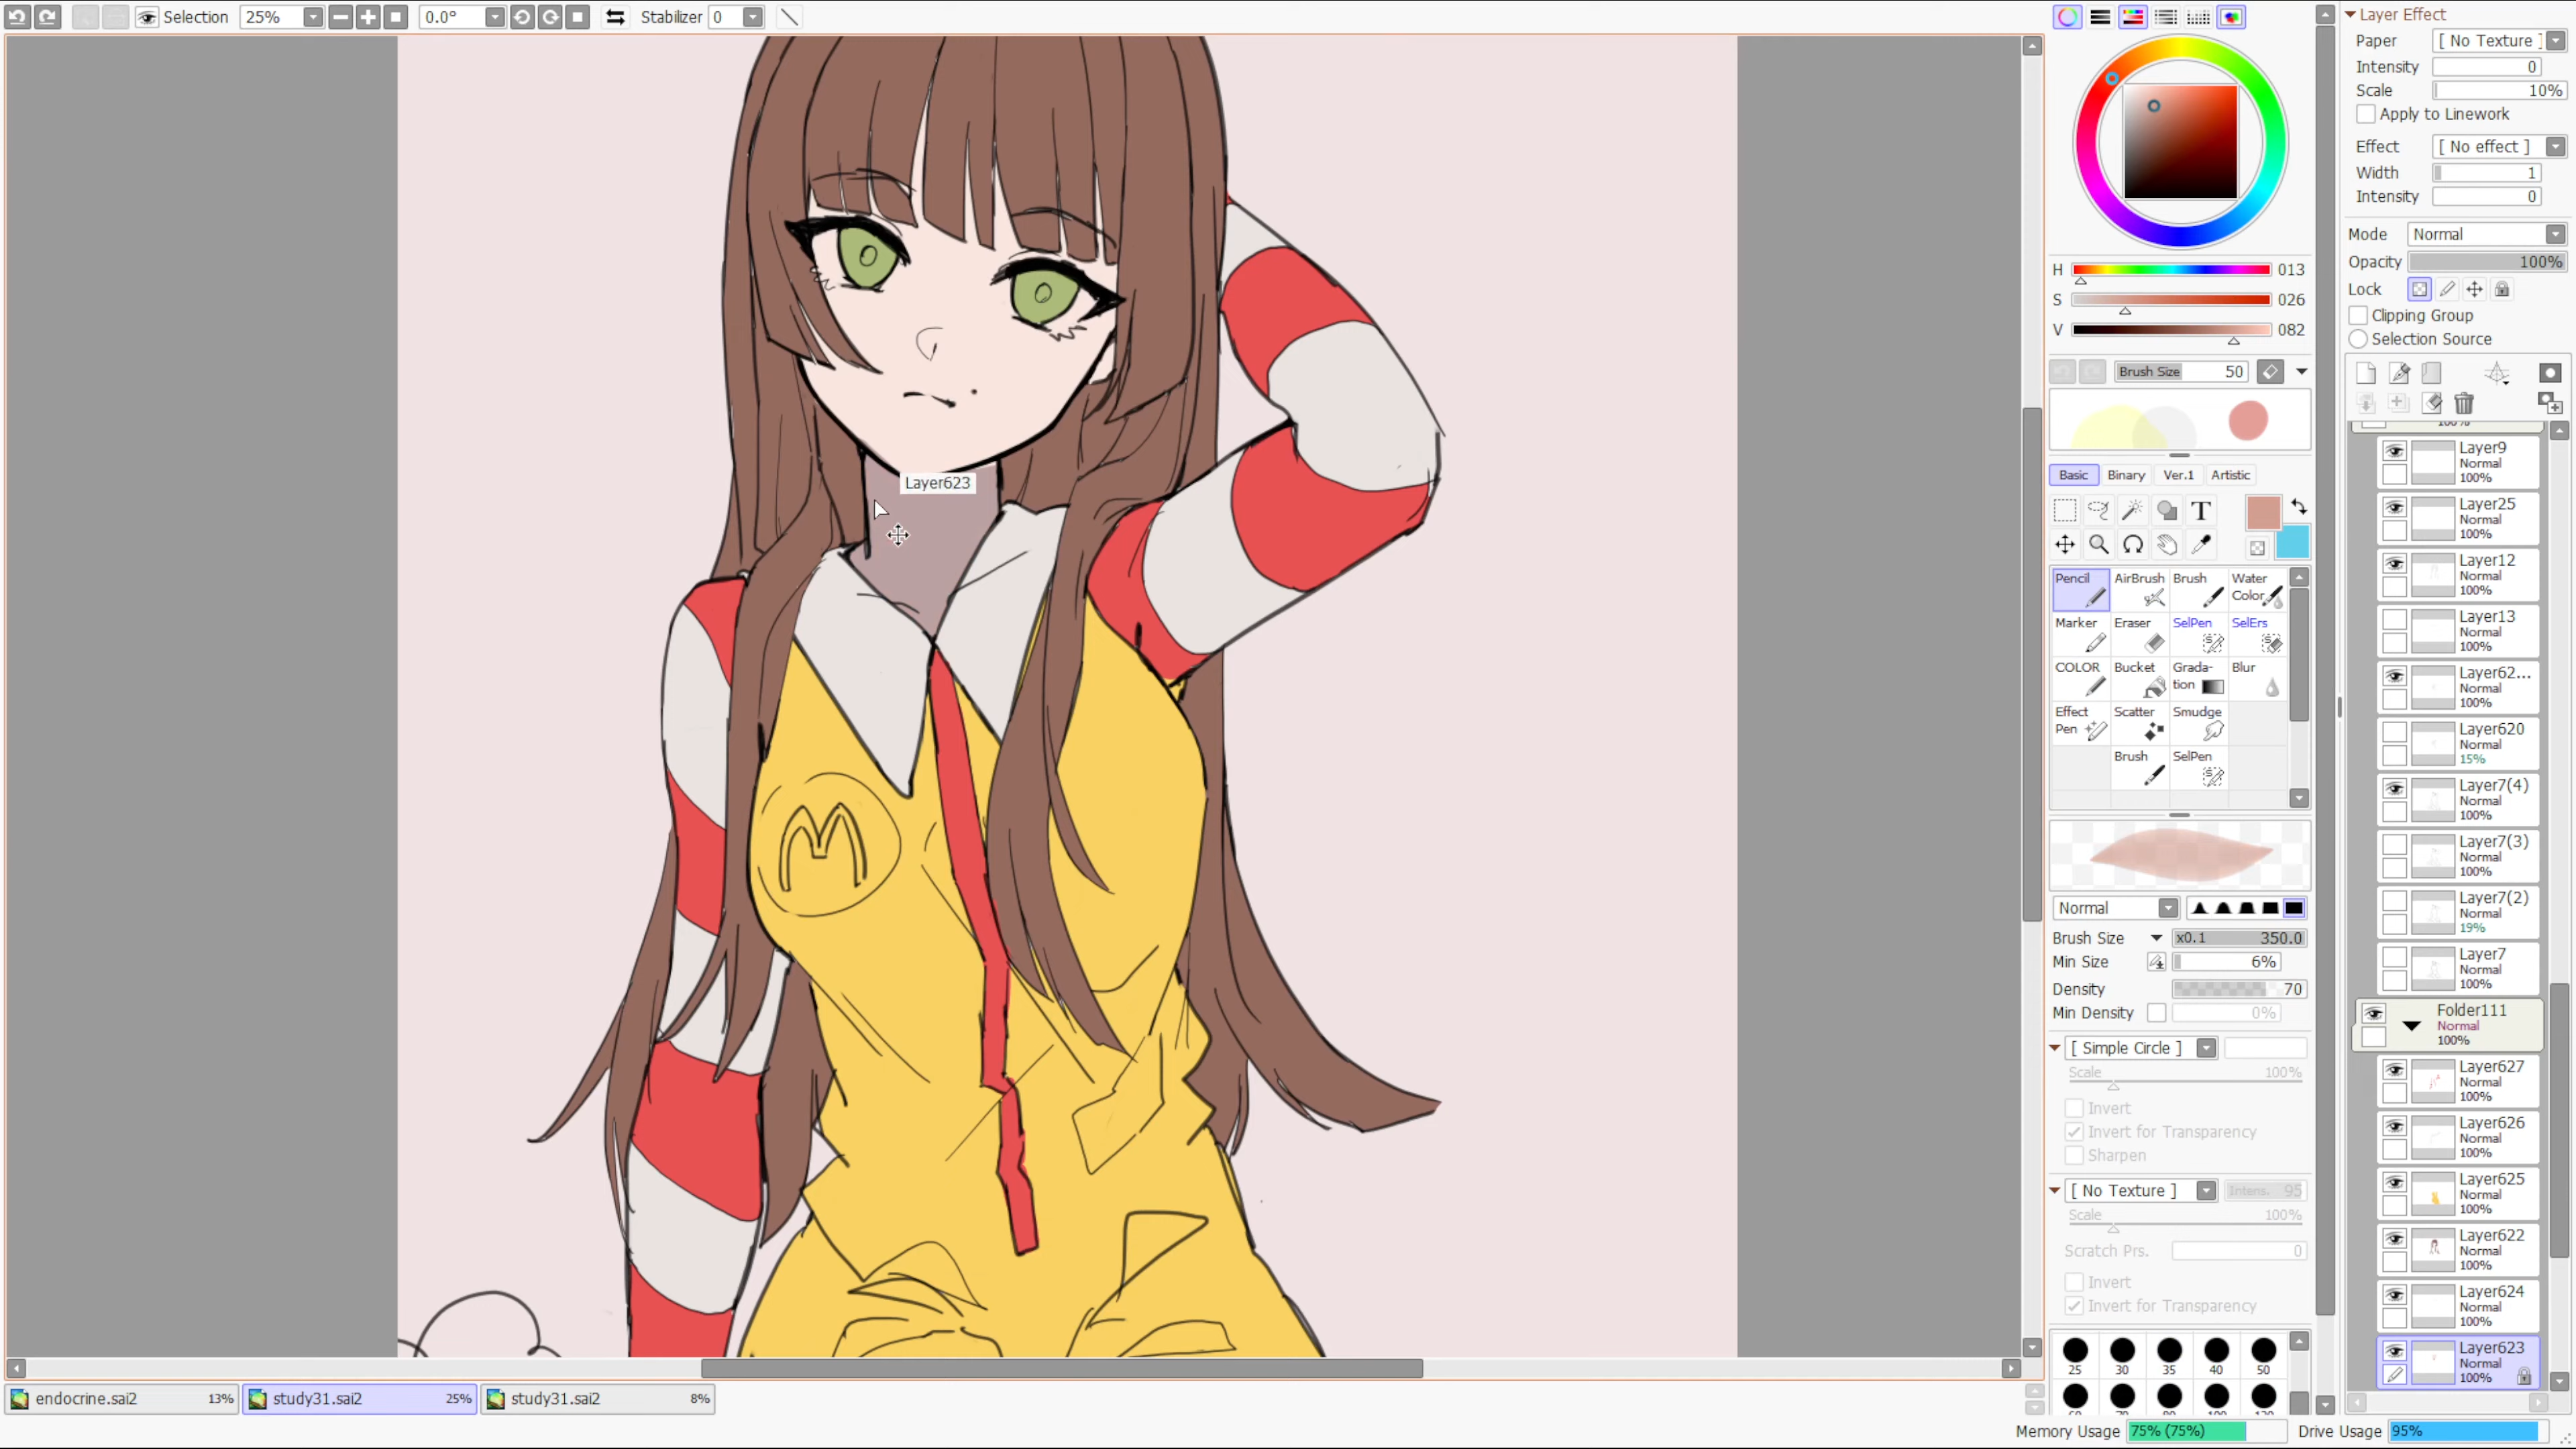 Selection 25% 0.0° Stabilizer 0
Layer623
M
endocrine.sai2 13% study31.sai2 25% study31.sai2 8%
H 013
S 026
V 082
Brush Size 50
Basic Binary Ver.1 Artistic
T
Pencil AirBrush Brush Water Color
Marker Eraser SelPen SelErs
COLOR Bucket Grada-tion Blur
Effect Pen Scatter Smudge
Brush SelPen
Normal
Brush Size x0.1 350.0
Min Size 6%
Density 70
Min Density 0%
[ Simple Circle ]
Scale 100%
Invert
Invert for Transparency
Sharpen
[ No Texture ] Intens. 95
Scale 100%
Scratch Prs. 0
Invert
Invert for Transparency
25 30 35 40 50
Layer Effect
Paper [ No Texture ]
Intensity 0
Scale 10%
Apply to Linework
Effect [ No effect ]
Width 1
Intensity 0
Mode Normal
Opacity 100%
Lock
Clipping Group
Selection Source
Layer9
Normal
100%
Layer25
Normal
100%
Layer12
Normal
100%
Layer13
Normal
100%
Layer62...
Normal
100%
Layer620
Normal
15%
Layer7(4)
Normal
100%
Layer7(3)
Normal
100%
Layer7(2)
Normal
19%
Layer7
Normal
100%
Folder111
Normal
100%
Layer627
Normal
100%
Layer626
Normal
100%
Layer625
Normal
100%
Layer622
Normal
100%
Layer624
Normal
100%
Layer623
Normal
100%
Memory Usage 75% (75%) Drive Usage 95%